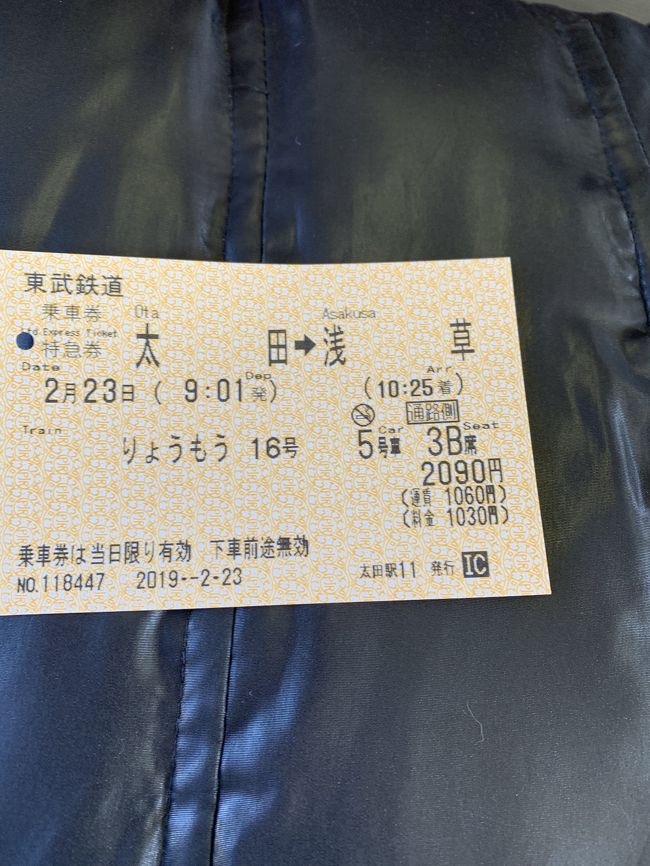 東武鉄道
乗車券 Ota Asakusa
Ltd Express Ticket
特急券 太田➡浅草
Date Dep Arr
2月23日( 9:01発) (10:25着)
通路側
Train Car Seat
りょうもう 16号 5号車 3B席
2090円
(運賃 1060円)
(料金 1030円)
乗車券は当日限り有効 下車前途無効
NO.118447 2019.-2-23 太田駅11 発行 IC